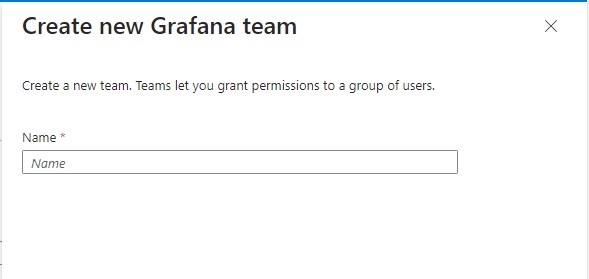 Create new Grafana team
Create a new team. Teams let you grant permissions to a group of users.
Name *
Name